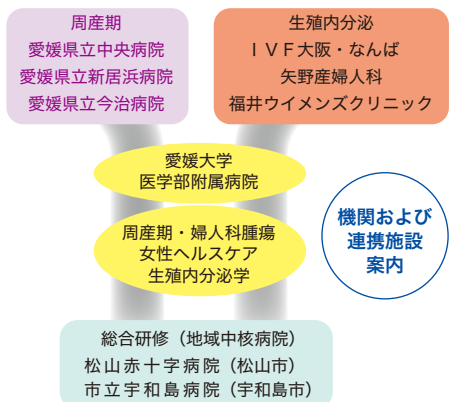 周産期
愛媛県立中央病院
愛媛県立新居浜病院
愛媛県立今治病院
生殖内分泌
ＩＶＦ大阪・なんば
矢野産婦人科
福井ウイメンズクリニック
愛媛大学
医学部附属病院
周産期・婦人科腫瘍
女性ヘルスケア
生殖内分泌学
機関および
連携施設
案内
総合研修（地域中核病院）
松山赤十字病院（松山市）
市立宇和島病院（宇和島市）